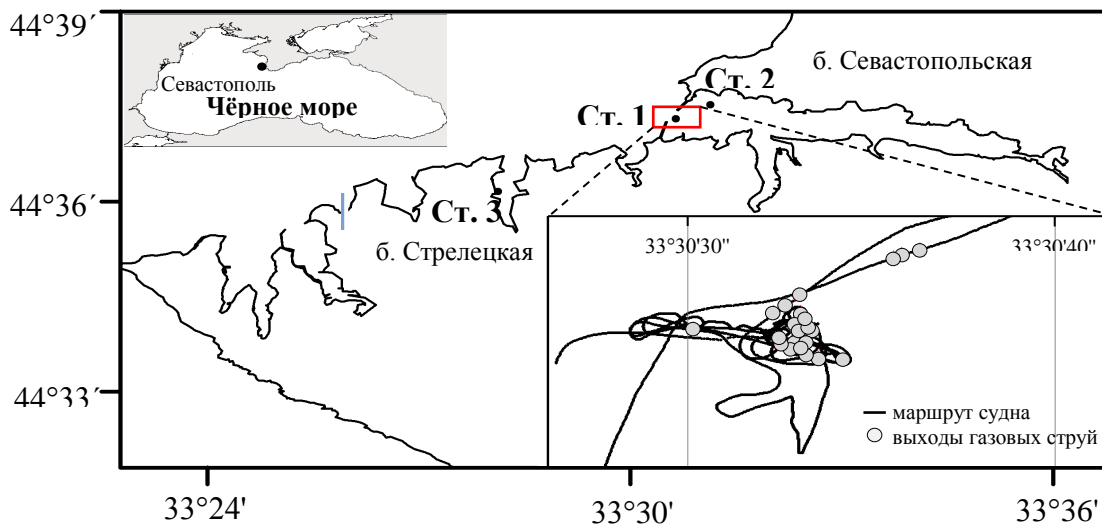 44°39´
Севастополь
Чёрное море
б. Севастопольская
Ст. 2
Ст. 1
44°36´
Ст. 3
б. Стрелецкая
33°30'30"
33°30'40"
44°33´
маршрут судна
выходы газовых струй
33°24'
33°30'
33°36'